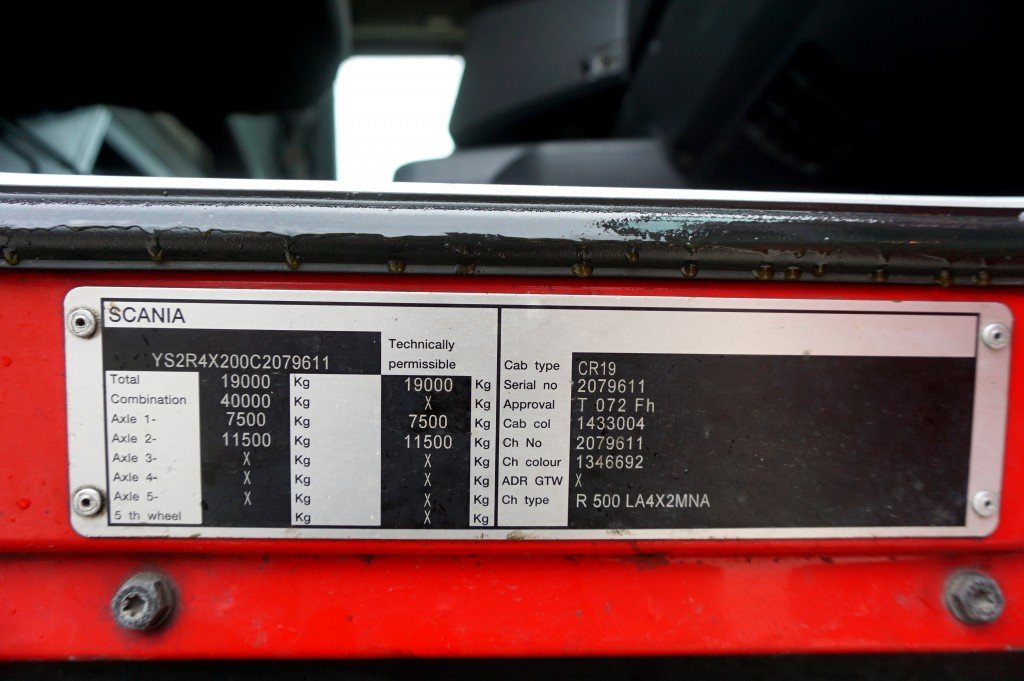 SCANIA
YS2R4X200C2079611
Technically
permissible
Total 19000 Kg 19000 Kg
Combination 40000 Kg X Kg
Axle 1- 7500 Kg 7500 Kg
Axle 2- 11500 Kg 11500 Kg
Axle 3- X Kg X Kg
Axle 4- X Kg X Kg
Axle 5- X Kg X Kg
5 th wheel Kg X Kg
Cab type CR19
Serial no 2079611
Approval T 072 Fh
Cab col 1433004
Ch No 2079611
Ch colour 1346692
ADR GTW X
Ch type R 500 LA4X2MNA